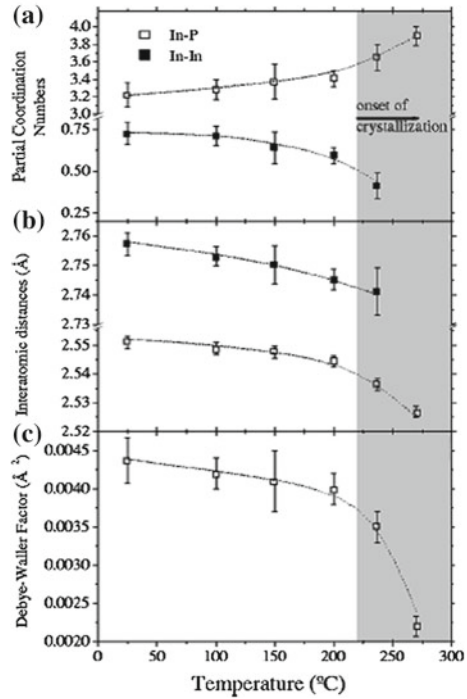 (a)
4.0
3.8
3.6
3.4
3.2
3.0
0.75
0.50
0.25
Partial Coordination
Numbers
In-P
In-In
onset of
crystallization
(b)
2.76
2.75
2.74
2.73
2.55
2.54
2.53
2.52
Interatomic distances (Å)
(c)
0.0045
0.0040
0.0035
0.0030
0.0025
0.0020
Debye-Waller Factor (Å ²)
0 50 100 150 200 250 300
Temperature (ºC)